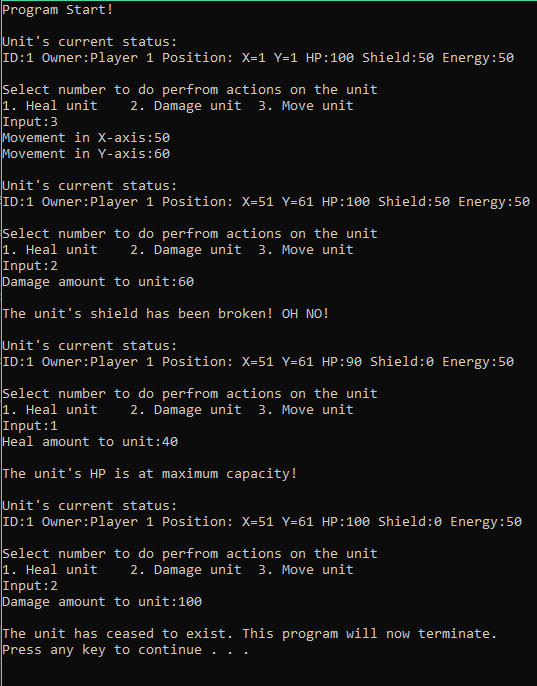 Program Start!
Unit's current status:
ID:1 Owner:Player 1 Position: X=1 Y=1 HP:100 Shield:50 Energy:50
Select number to do perfrom actions on the unit
1. Heal unit    2. Damage unit  3. Move unit
Input:3
Movement in X-axis:50
Movement in Y-axis:60
Unit's current status:
ID:1 Owner:Player 1 Position: X=51 Y=61 HP:100 Shield:50 Energy:50
Select number to do perfrom actions on the unit
1. Heal unit    2. Damage unit  3. Move unit
Input:2
Damage amount to unit:60
The unit's shield has been broken! OH NO!
Unit's current status:
ID:1 Owner:Player 1 Position: X=51 Y=61 HP:90 Shield:0 Energy:50
Select number to do perfrom actions on the unit
1. Heal unit    2. Damage unit  3. Move unit
Input:1
Heal amount to unit:40
The unit's HP is at maximum capacity!
Unit's current status:
ID:1 Owner:Player 1 Position: X=51 Y=61 HP:100 Shield:0 Energy:50
Select number to do perfrom actions on the unit
1. Heal unit    2. Damage unit  3. Move unit
Input:2
Damage amount to unit:100
The unit has ceased to exist. This program will now terminate.
Press any key to continue . . .